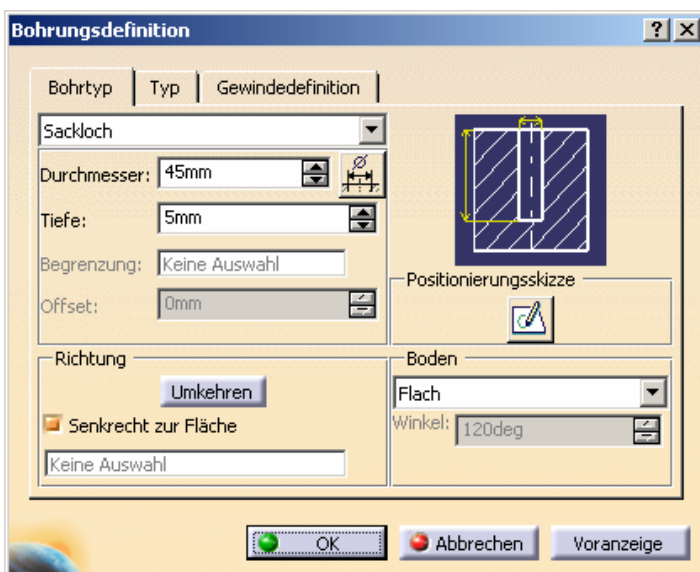 Bohrungsdefinition
Bohrtyp Typ Gewindedefinition
Sackloch
Durchmesser: 45mm
Tiefe: 5mm
Begrenzung: Keine Auswahl
Offset: 0mm
Positionierungsskizze
Richtung
Umkehren
Senkrecht zur Fläche
Keine Auswahl
Boden
Flach
Winkel: 120deg
OK Abbrechen Voranzeige